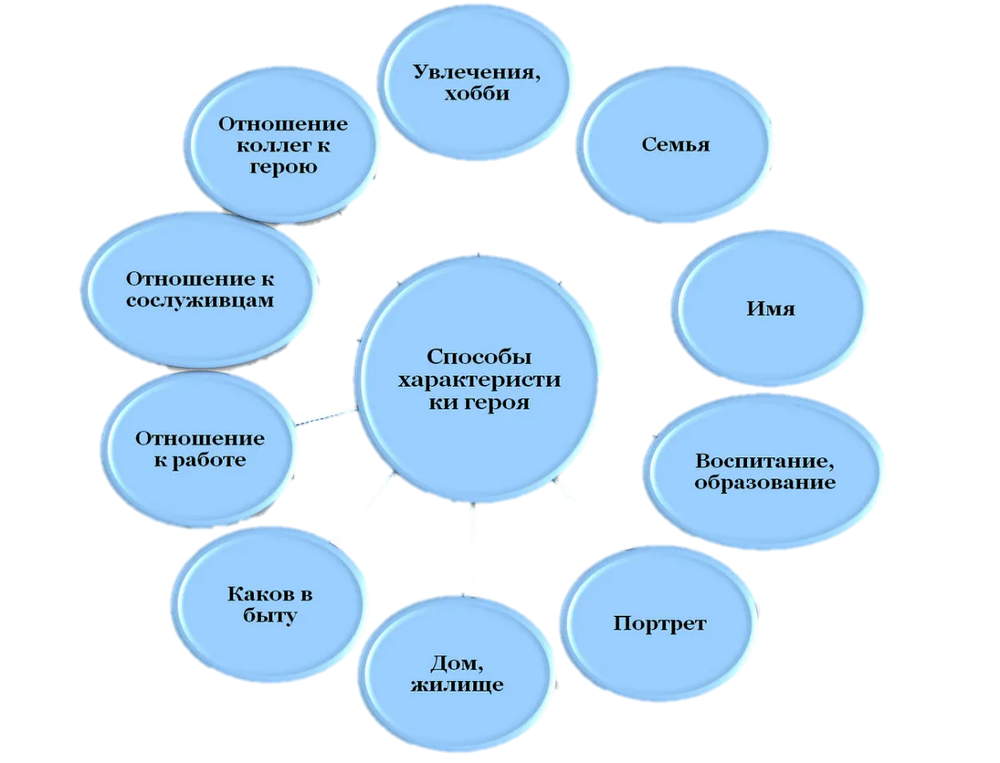 Увлечения,
хобби
Семья
Имя
Воспитание,
образование
Портрет
Дом,
жилище
Каков в
быту
Отношение
к работе
Отношение к
сослуживцам
Отношение
коллег к
герою
Способы
характеристи
ки героя